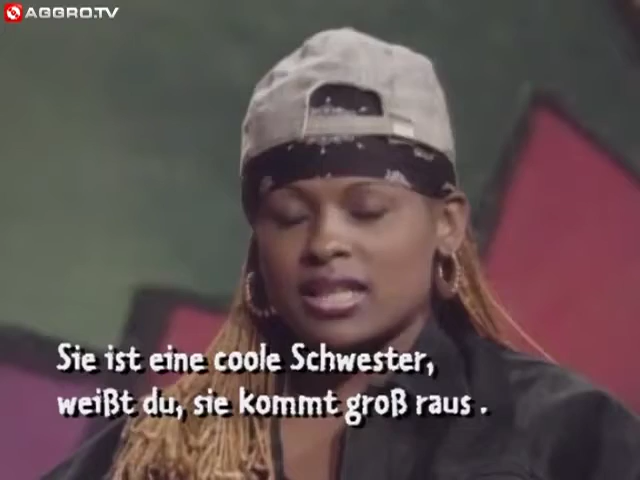 AGGRO.TV
Sie ist eine coole Schwester,
weißt du, sie kommt groß raus .